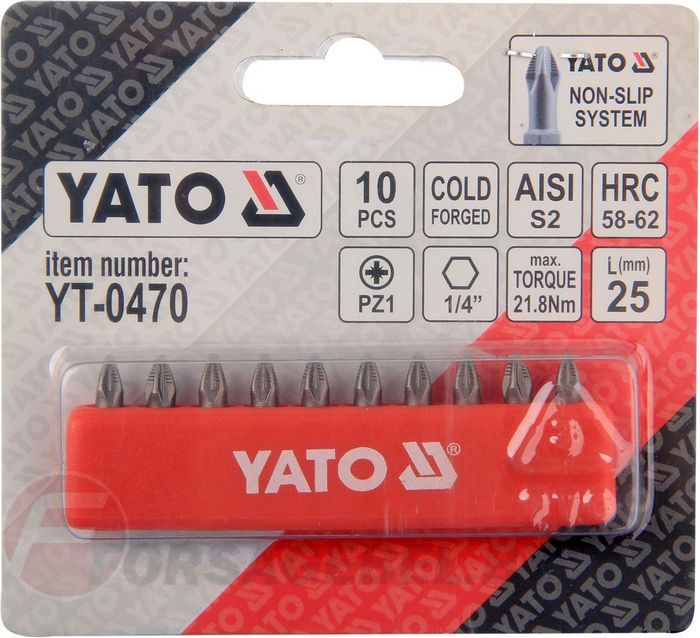 YATO
NON-SLIP
SYSTEM
YATO ®
item number:
YT-0470
10
PCS
COLD
FORGED
AISI
S2
HRC
58-62
PZ1
1/4”
max.
TORQUE
21.8Nm
L(mm)
25
YATO ®